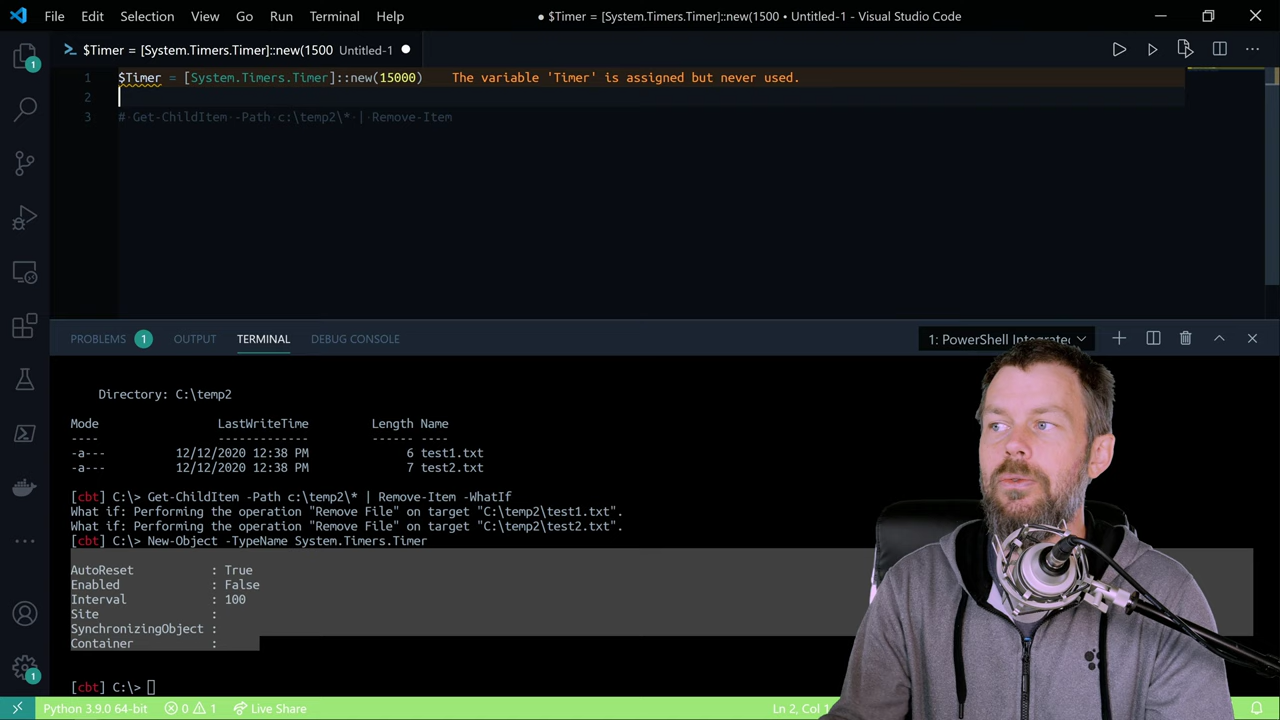 File Edit Selection View Go Run Terminal Help ● $Timer = [System.Timers.Timer]::new(1500 • Untitled-1 - Visual Studio Code
$Timer = [System.Timers.Timer]::new(1500 Untitled-1
1 $Timer = [System.Timers.Timer]::new(15000) The variable 'Timer' is assigned but never used.
2
3 # Get-ChildItem -Path c:\temp2\* | Remove-Item
PROBLEMS 1 OUTPUT TERMINAL DEBUG CONSOLE 1: PowerShell Integrated
Directory: C:\temp2
Mode LastWriteTime Length Name
---- ------------- ------ ----
-a--- 12/12/2020 12:38 PM 6 test1.txt
-a--- 12/12/2020 12:38 PM 7 test2.txt
[cbt] C:\> Get-ChildItem -Path c:\temp2\* | Remove-Item -WhatIf
What if: Performing the operation "Remove File" on target "C:\temp2\test1.txt".
What if: Performing the operation "Remove File" on target "C:\temp2\test2.txt".
[cbt] C:\> New-Object -TypeName System.Timers.Timer
AutoReset : True
Enabled : False
Interval : 100
Site :
SynchronizingObject :
Container :
[cbt] C:\>
Python 3.9.0 64-bit 0 1 Live Share Ln 2, Col 1
1
1